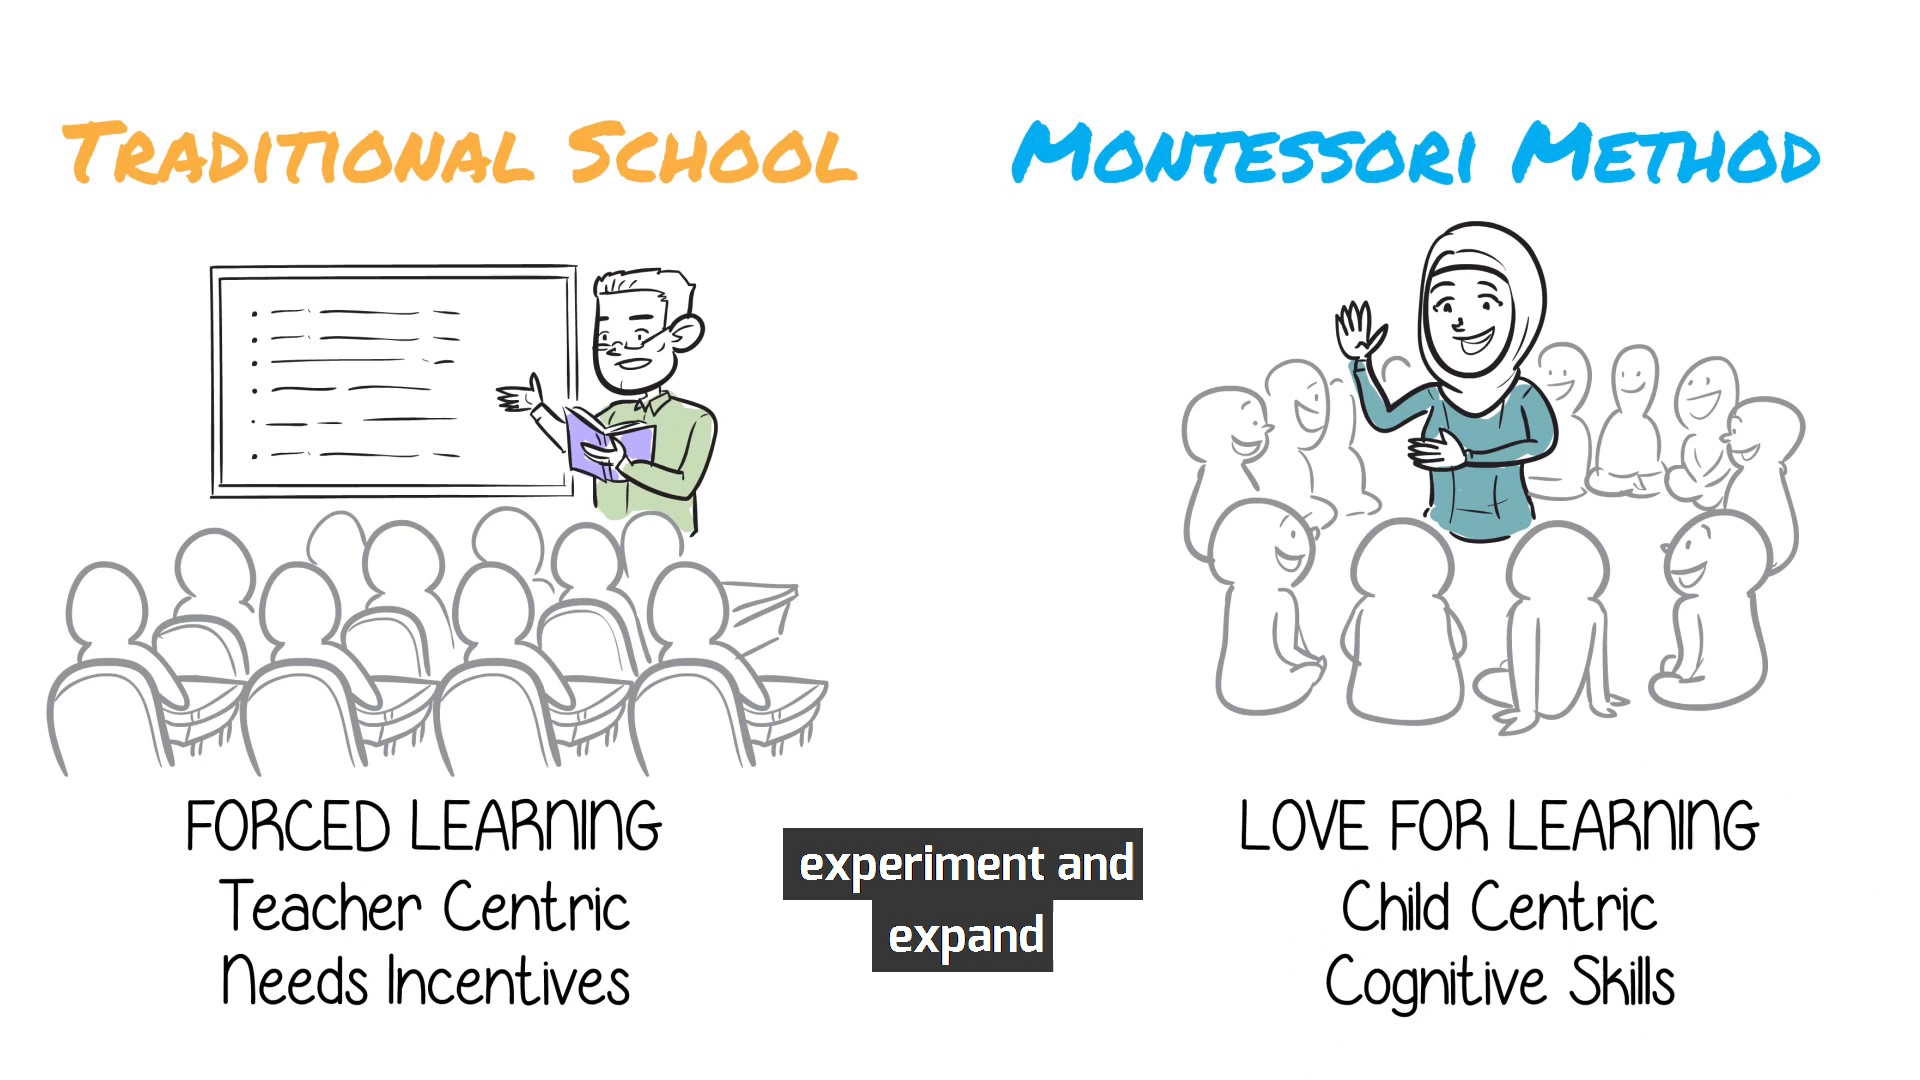 TRADITIONAL SCHOOL
FORCED LEARNING
Teacher Centric
Needs Incentives
MONTESSORI METHOD
LOVE FOR LEARNING
Child Centric
Cognitive Skills
experiment and
expand